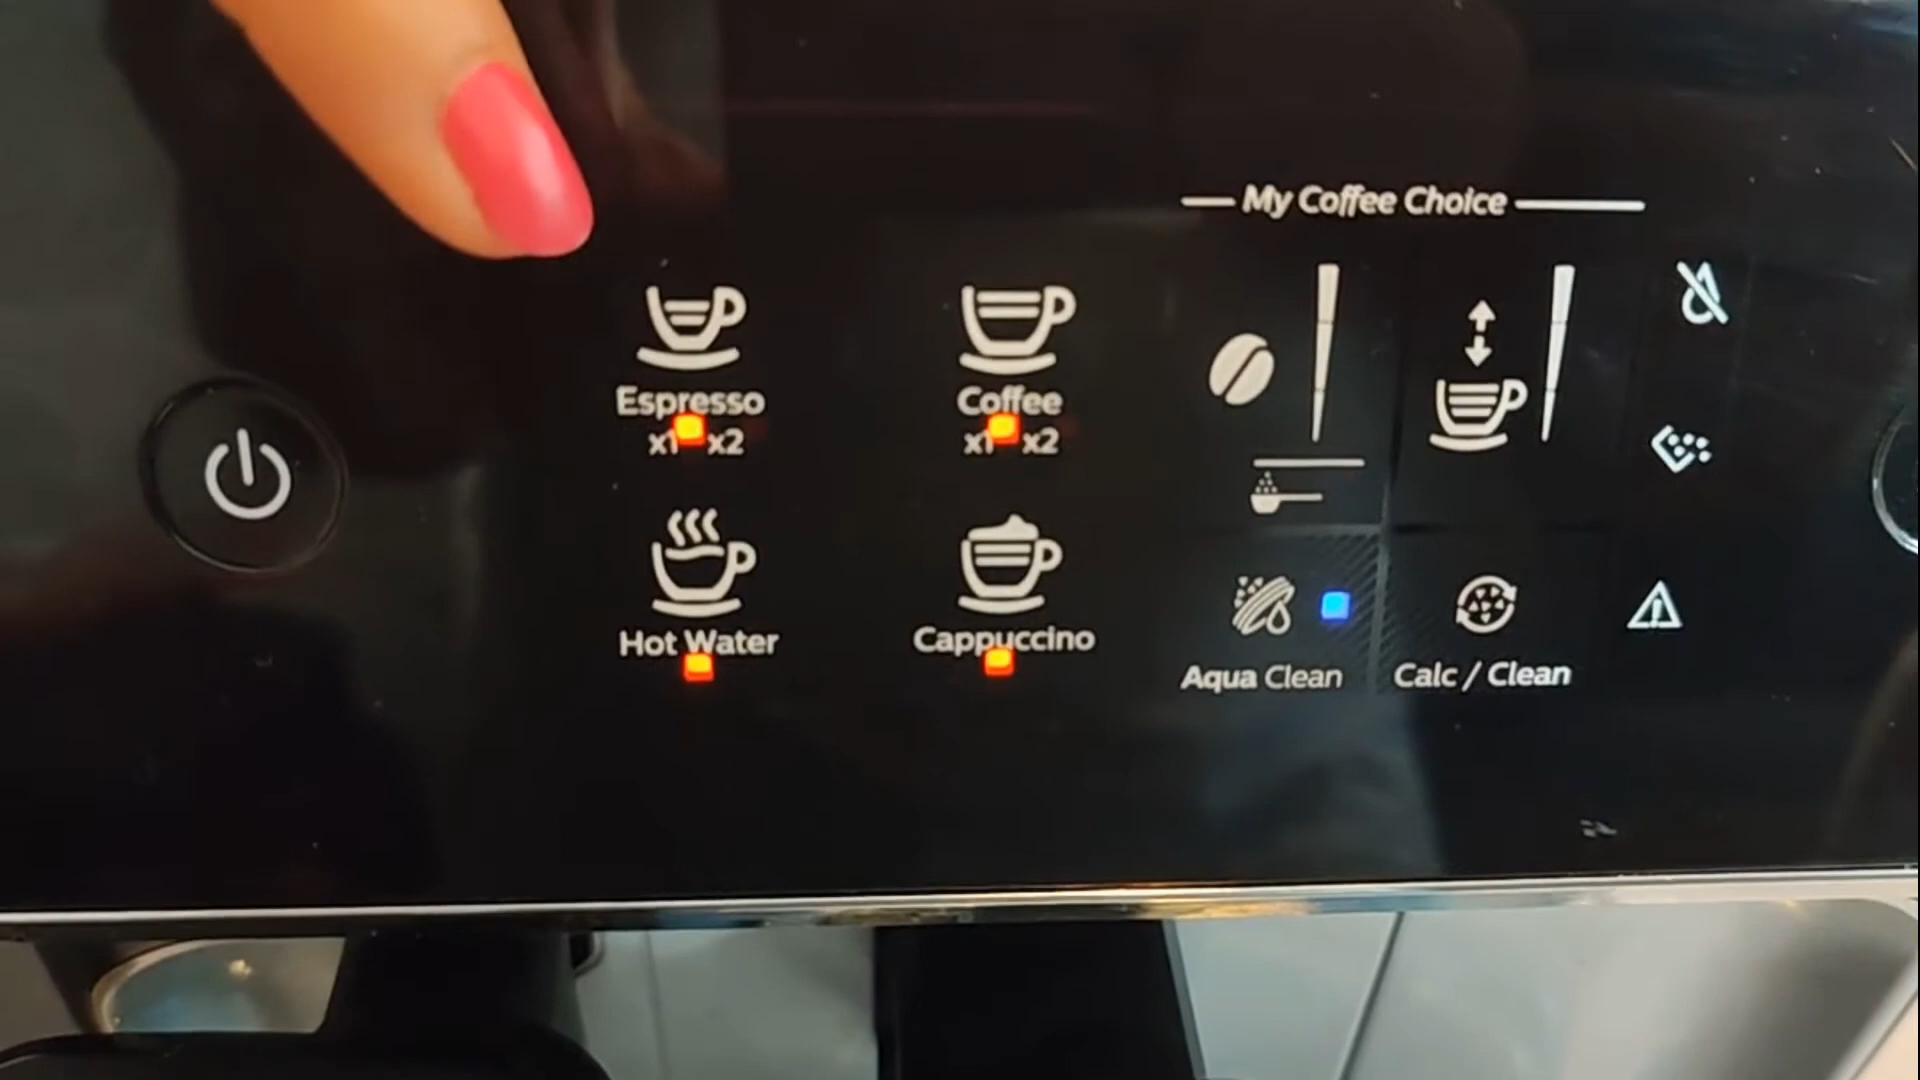 My Coffee Choice
Espresso
x1 x2
Coffee
x1 x2
Hot Water
Cappuccino
Aqua Clean
Calc / Clean